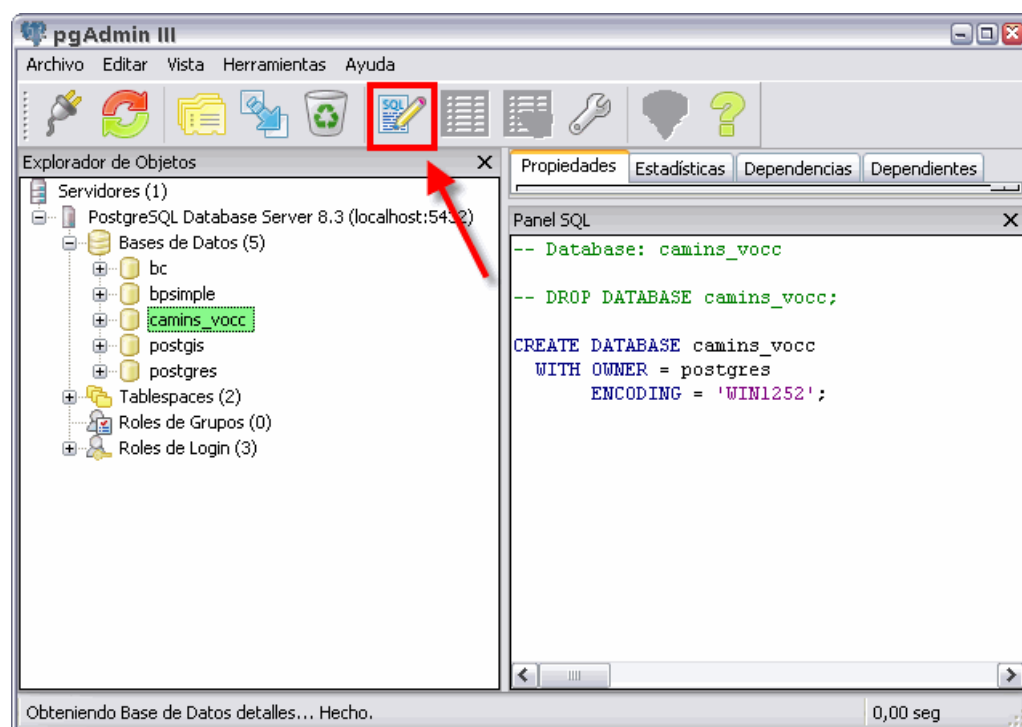 pgAdmin III
Archivo Editar Vista Herramientas Ayuda
SQL
Explorador de Objetos
Servidores (1)
PostgreSQL Database Server 8.3 (localhost:5432)
Bases de Datos (5)
bc
bpsimple
camins_vocc
postgis
postgres
Tablespaces (2)
Roles de Grupos (0)
Roles de Login (3)
Propiedades Estadísticas Dependencias Dependientes
Panel SQL
-- Database: camins_vocc
-- DROP DATABASE camins_vocc;
CREATE DATABASE camins_vocc
WITH OWNER = postgres
ENCODING = 'WIN1252';
Obteniendo Base de Datos detalles... Hecho.
0,00 seg